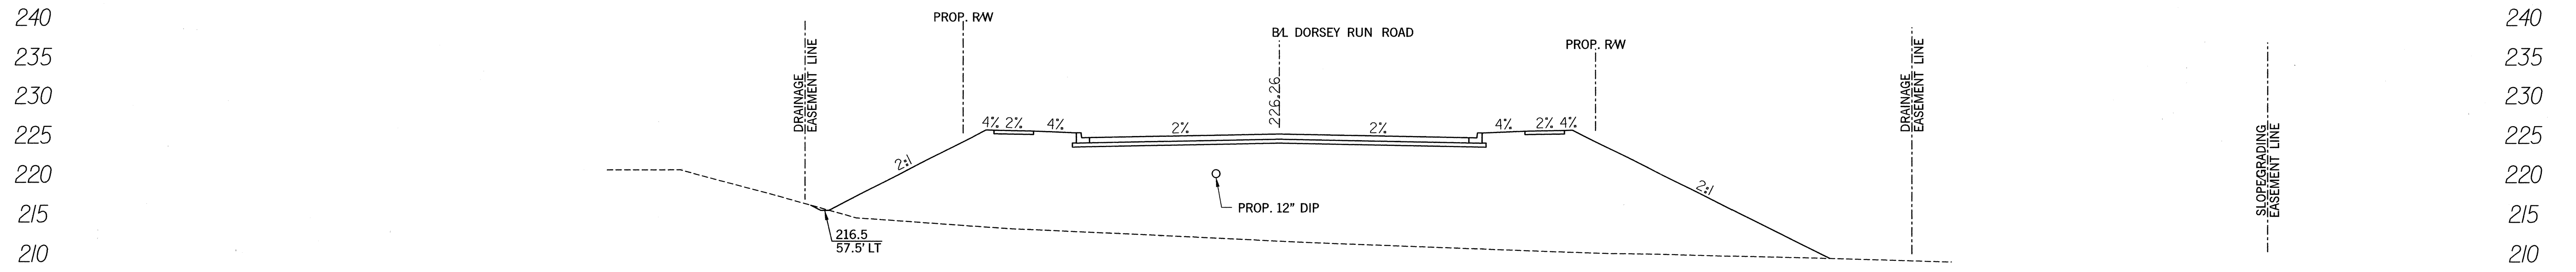 240 240
PROP. R/W
B/L DORSEY RUN ROAD
PROP. R/W
235 235
DRAINAGE
EASEMENT LINE
226.26
DRAINAGE
EASEMENT LINE
230 230
4% 2% 4% 2% 2% 4% 2% 4%
225 225
2:1
SLOPE/GRADING
EASEMENT LINE
220 220
2:1
PROP. 12" DIP
215 215
216.5
57.5' LT
210 210